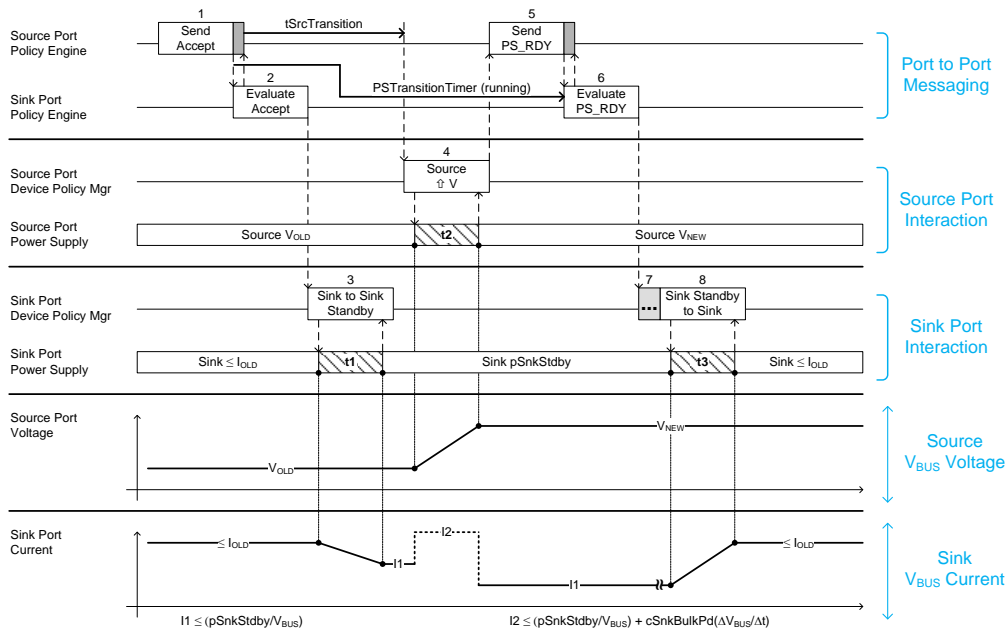 1
tSrcTransition
5
Source Port
Policy Engine
Send
Accept
Send
PS_RDY
Port to Port
Messaging
2
PSTransitionTimer (running)
6
Sink Port
Policy Engine
Evaluate
Accept
Evaluate
PS_RDY
4
Source Port
Device Policy Mgr
Source
⇧ V
Source Port
Interaction
Source Port
Power Supply
Source VOLD
t2
Source VNEW
3
7
8
Sink Port
Device Policy Mgr
Sink to Sink
Standby
...
Sink Standby
to Sink
Sink Port
Interaction
Sink Port
Power Supply
Sink ≤ IOLD
t1
Sink pSnkStdby
t3
Sink ≤ IOLD
Source Port
Voltage
VOLD
VNEW
Source
VBUS Voltage
Sink Port
Current
≤ IOLD
I1
I2
I1
≤ IOLD
Sink
VBUS Current
I1 ≤ (pSnkStdby/VBUS)
I2 ≤ (pSnkStdby/VBUS) + cSnkBulkPd(ΔVBUS/Δt)